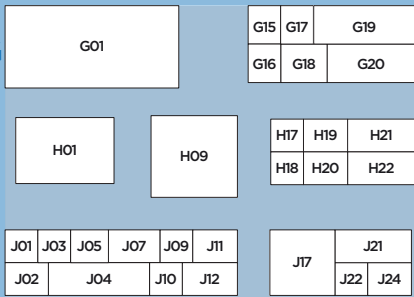 G01 G15 G17 G19
G16 G18 G20
H01 H09 H17 H19 H21
H18 H20 H22
J01 J03 J05 J07 J09 J11 J17 J21
J02 J04 J10 J12 J22 J24